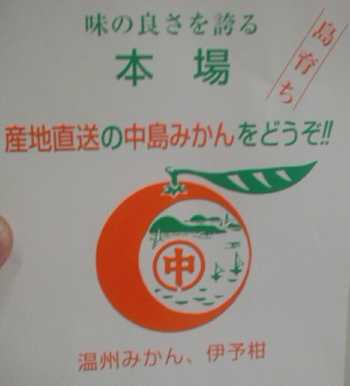 味の良さを誇る
本場
島育ち
産地直送の中島みかんをどうぞ!!
中
温州みかん、伊予柑